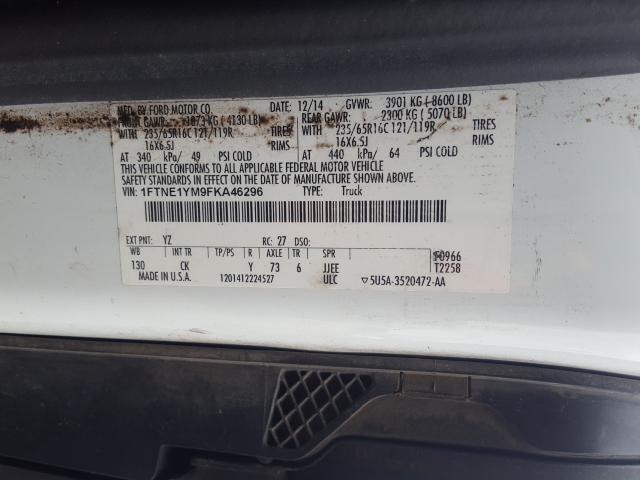 MFD. BY FORD MOTOR CO. DATE: 12/14 GVWR: 3901 KG ( 8600 LB)
FRONT GAWR: 1873 KG ( 4130 LB) REAR GAWR: 2300 KG ( 5070 LB)
WITH 235/65R16C 121/119R TIRES WITH 235/65R16C 121/119R TIRES
16X6.5J RIMS 16X6.5J RIMS
AT 340 kPa/ 49 PSI COLD AT 440 kPa/ 64 PSI COLD
THIS VEHICLE CONFORMS TO ALL APPLICABLE FEDERAL MOTOR VEHICLE
SAFETY STANDARDS IN EFFECT ON THE DATE OF MANUFACTURE SHOWN ABOVE.
VIN: 1FTNE1YM9FKA46296 TYPE: Truck
EXT PNT: YZ RC: 27 DSO:
WB INT TR TP/PS R AXLE TR SPR
130 CK Y 73 6 JJEE T2258
MADE IN U.S.A. 1201412224527 ULC ▽5U5A-3520472-AA